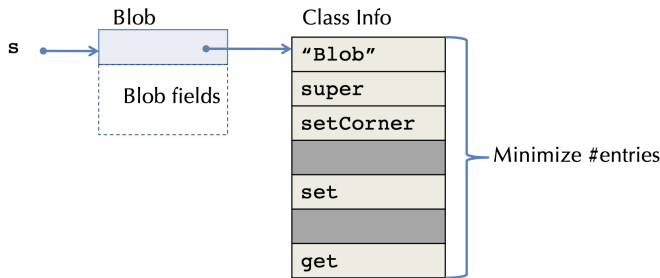 Blob
Class Info
s
“Blob”
super
Blob fields
setCorner
Minimize #entries
set
get